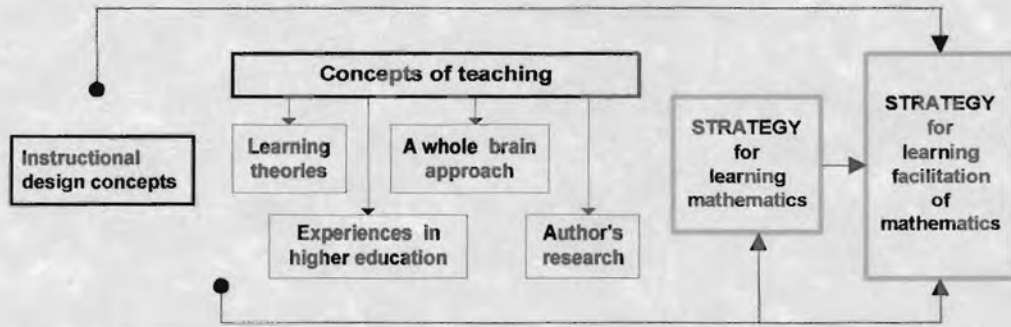 Concepts of teaching
Instructional
design concepts
Learning
theories
A whole brain
approach
Experiences in
higher education
Author's
research
STRATEGY
for
learning
mathematics
STRATEGY
for
learning
facilitation
of
mathematics